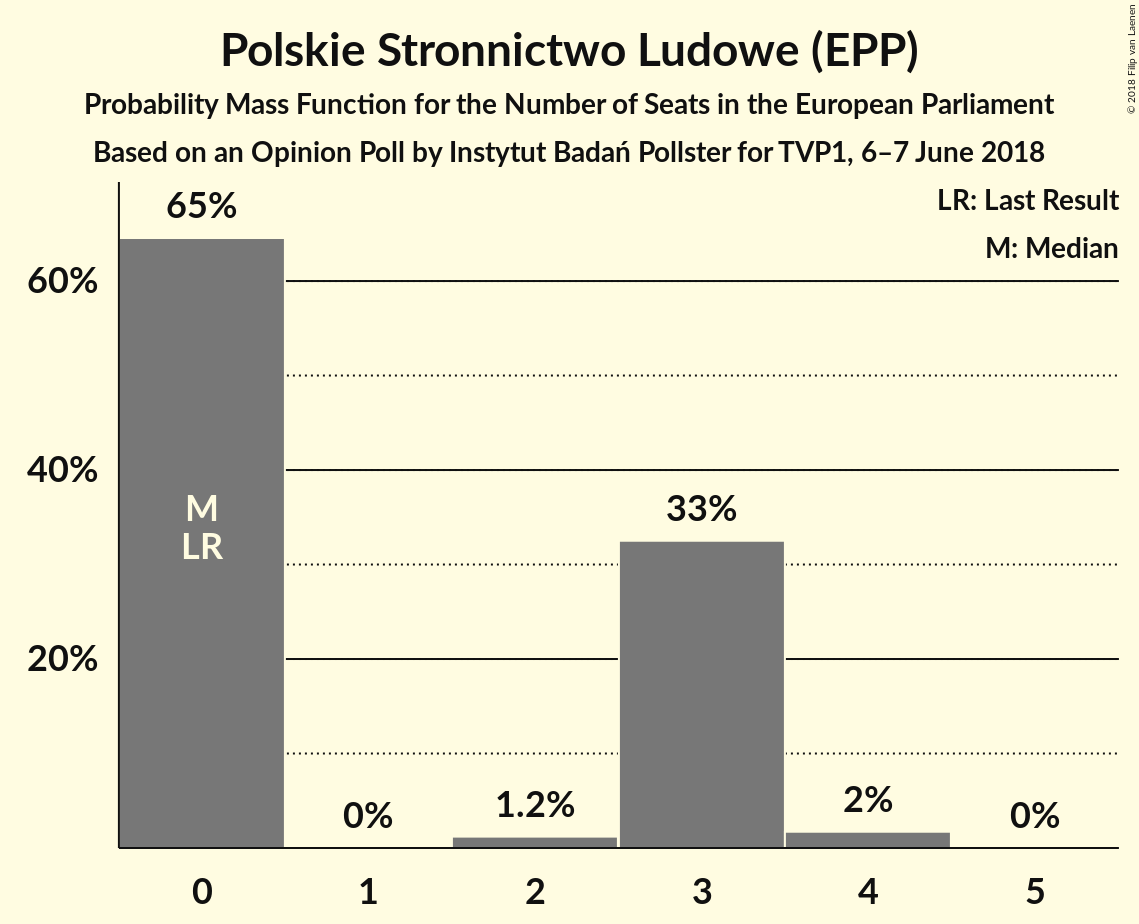 Polskie Stronnictwo Ludowe (EPP)
Probability Mass Function for the Number of Seats in the European Parliament
Based on an Opinion Poll by Instytut Badań Pollster for TVP1, 6–7 June 2018
© 2018 Filip van Laenen
LR: Last Result
M: Median
65%
60%
40%
20%
M
LR
0%
1.2%
33%
2%
0%
0 1 2 3 4 5